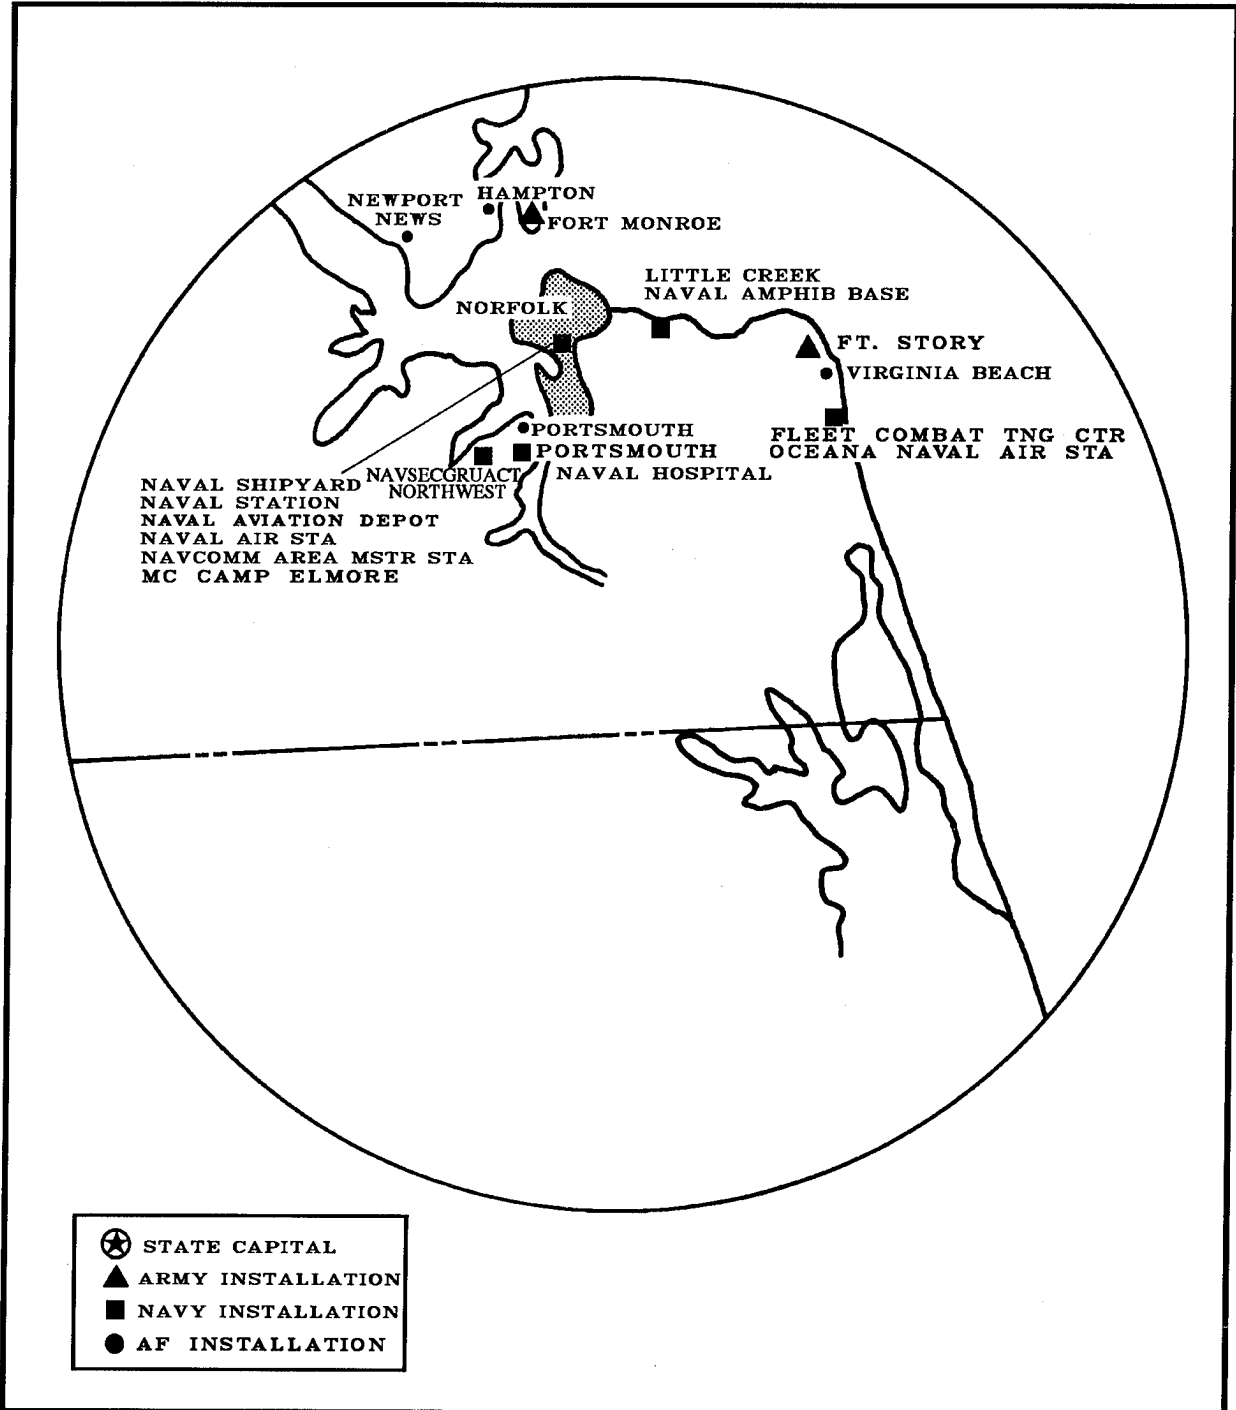 NEWPORT
NEWS
HAMPTON
FORT MONROE
LITTLE CREEK
NAVAL AMPHIB BASE
NORFOLK
FT. STORY
VIRGINIA BEACH
FLEET COMBAT TNG CTR
OCEANA NAVAL AIR STA
PORTSMOUTH
PORTSMOUTH
NAVAL HOSPITAL
NAVSECGRUACT
NORTHWEST
NAVAL SHIPYARD
NAVAL STATION
NAVAL AVIATION DEPOT
NAVAL AIR STA
NAVCOMM AREA MSTR STA
MC CAMP ELMORE
STATE CAPITAL
ARMY INSTALLATION
NAVY INSTALLATION
AF INSTALLATION